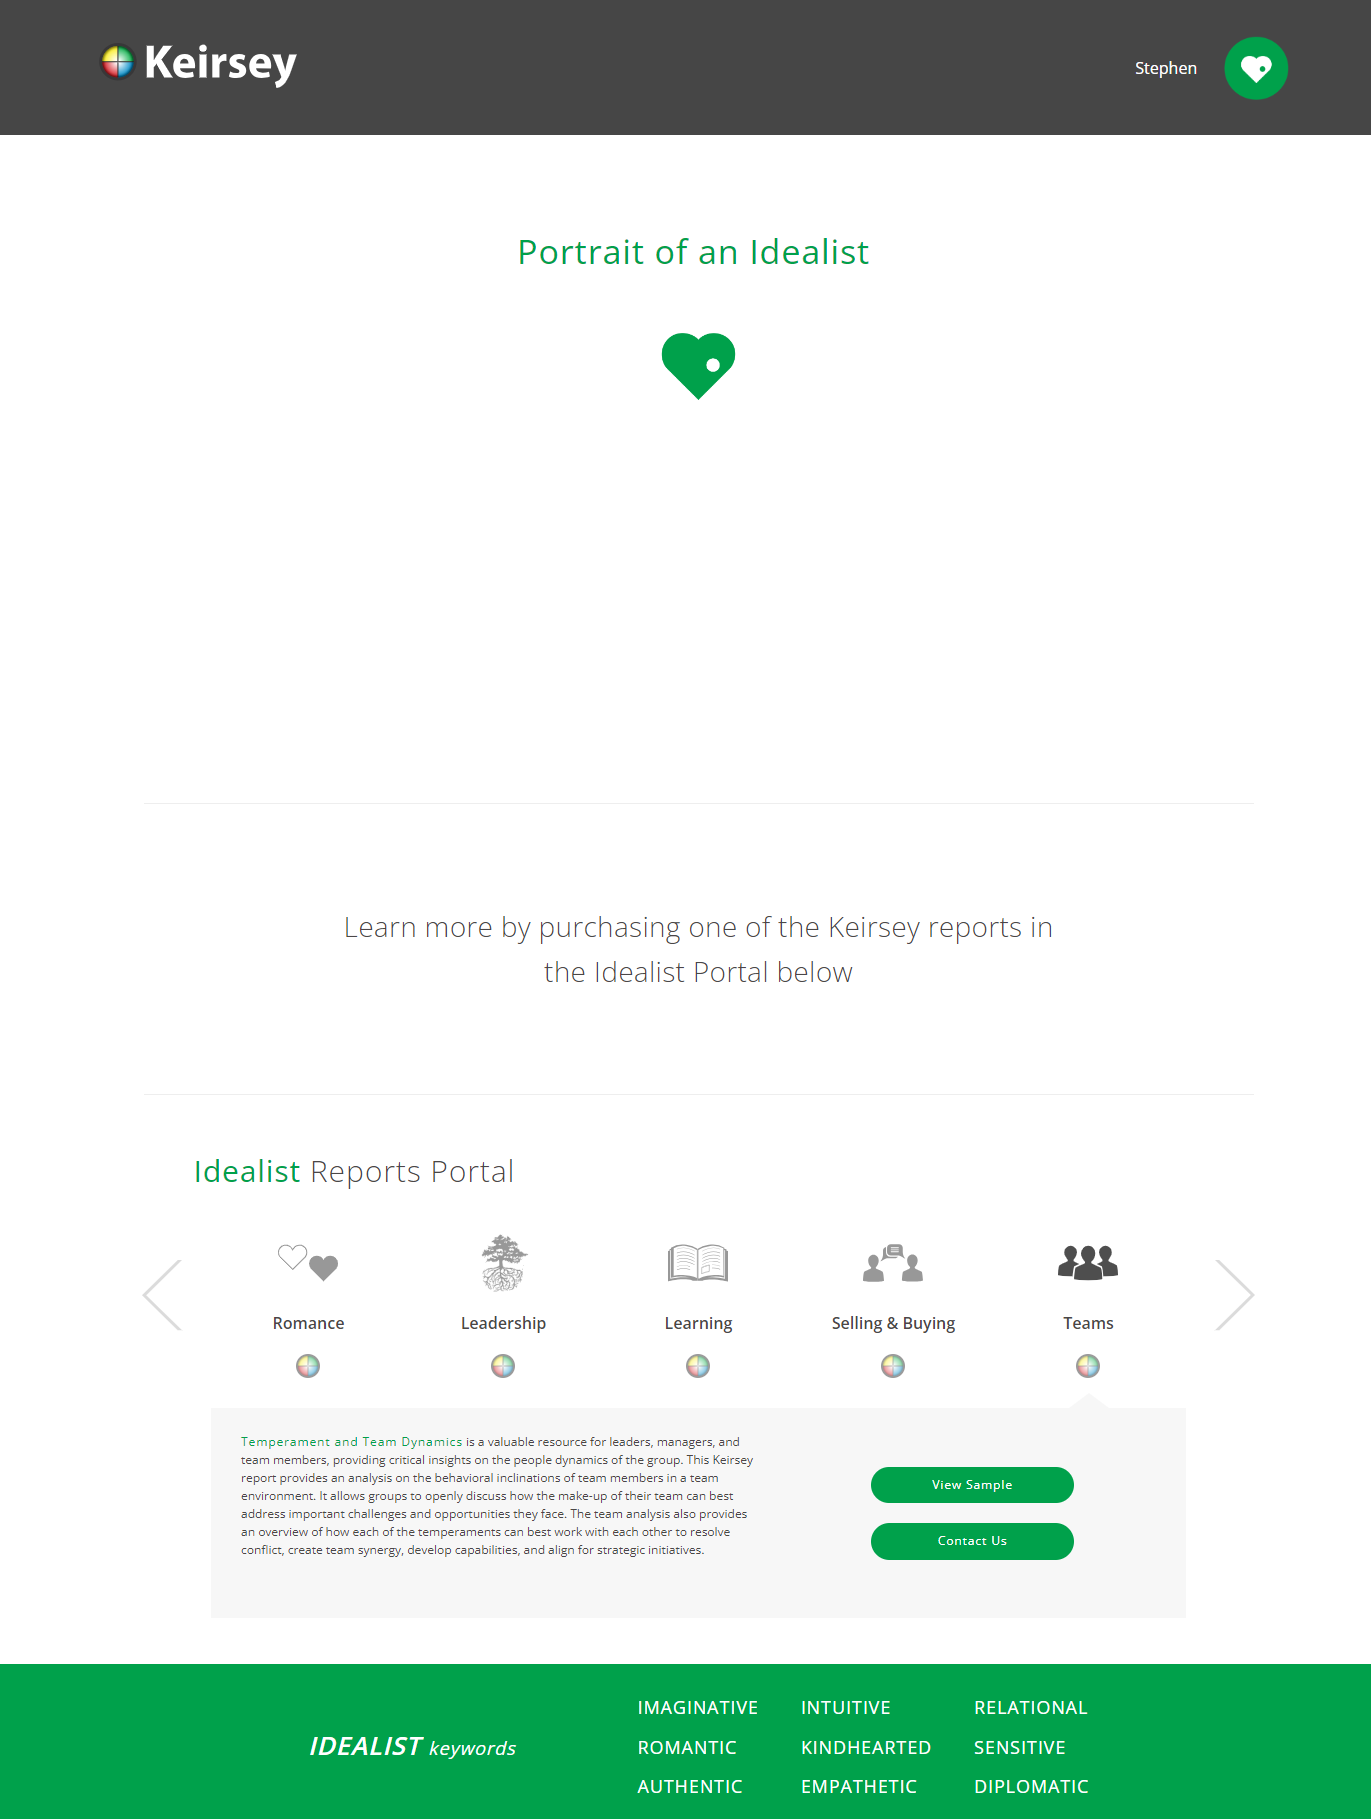 Keirsey
Stephen
Portrait of an Idealist
Learn more by purchasing one of the Keirsey reports in
the Idealist Portal below
Idealist Reports Portal
Romance
Leadership
Learning
Selling & Buying
Teams
Temperament and Team Dynamics is a valuable resource for leaders, managers, and
team members, providing critical insights on the people dynamics of the group. This Keirsey
report provides an analysis on the behavioral inclinations of team members in a team
environment. It allows groups to openly discuss how the make-up of their team can best
address important challenges and opportunities they face. The team analysis also provides
an overview of how each of the temperaments can best work with each other to resolve
conflict, create team synergy, develop capabilities, and align for strategic initiatives.
View Sample
Contact Us
IDEALIST keywords
IMAGINATIVE INTUITIVE RELATIONAL
ROMANTIC KINDHEARTED SENSITIVE
AUTHENTIC EMPATHETIC DIPLOMATIC